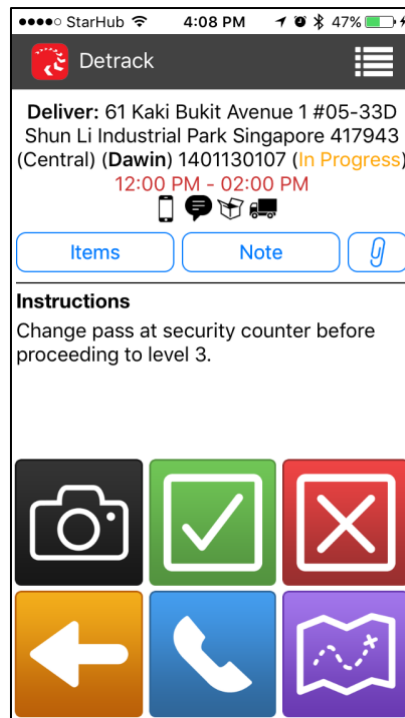 StarHub 4:08 PM 47%
Detrack
Deliver: 61 Kaki Bukit Avenue 1 #05-33D
Shun Li Industrial Park Singapore 417943
(Central) (Dawin) 1401130107 (In Progress)
12:00 PM - 02:00 PM
Items Note
Instructions
Change pass at security counter before
proceeding to level 3.